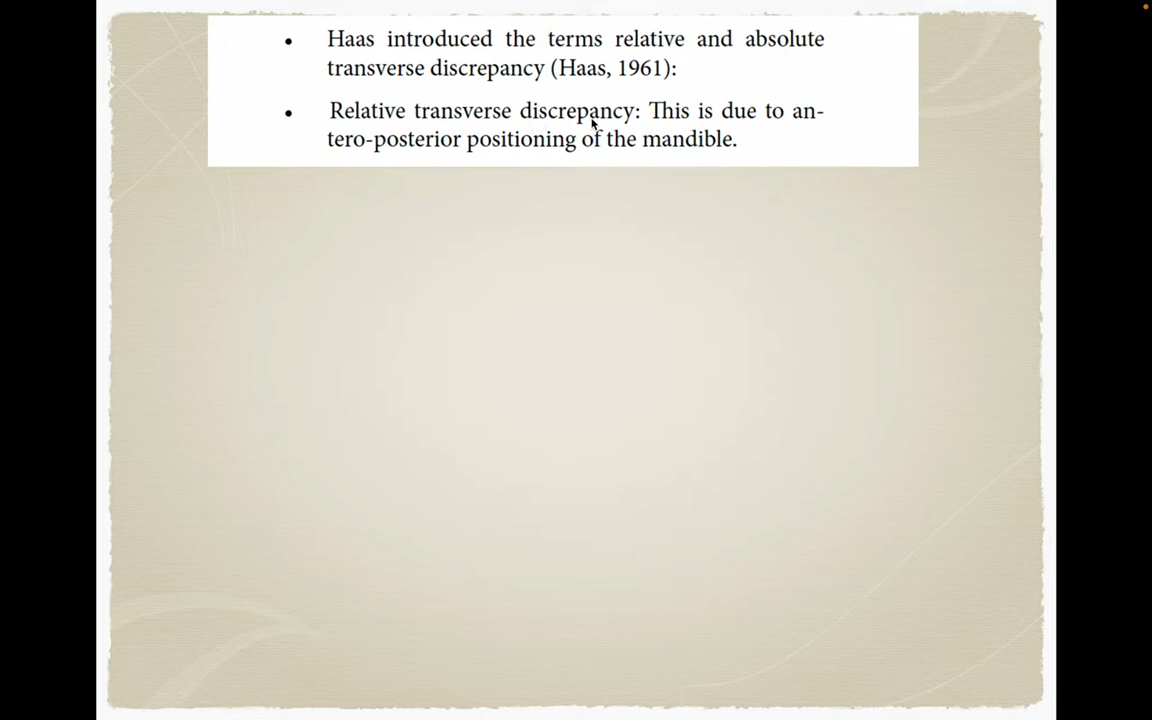 • Haas introduced the terms relative and absolute
transverse discrepancy (Haas, 1961):
• Relative transverse discrepancy: This is due to an-
tero-posterior positioning of the mandible.